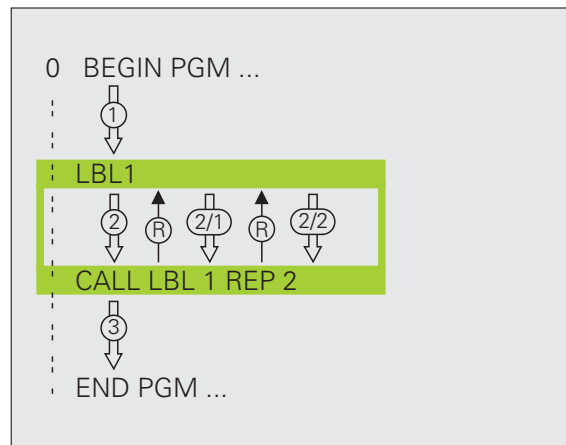 0 BEGIN PGM ...
1
LBL1
2 R 2/1 R 2/2
CALL LBL 1 REP 2
3
END PGM ...